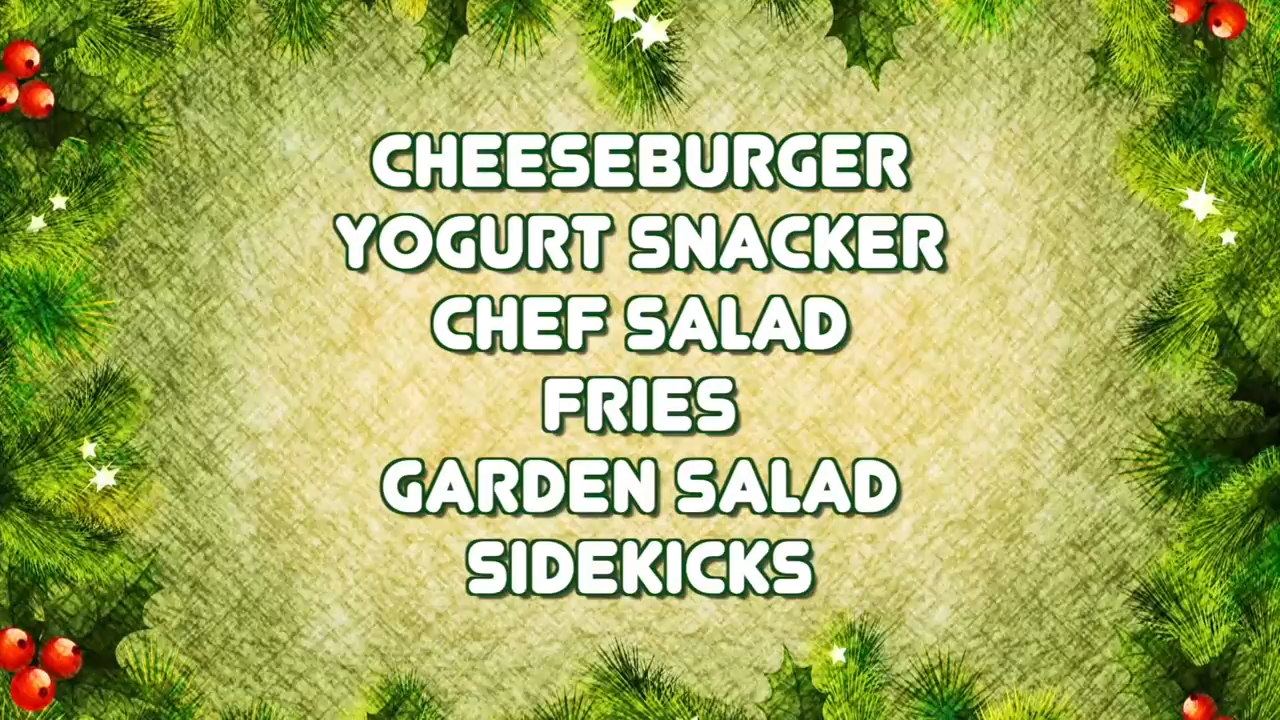 CHEESEBURGER
YOGURT SNACKER
CHEF SALAD
FRIES
GARDEN SALAD
SIDEKICKS